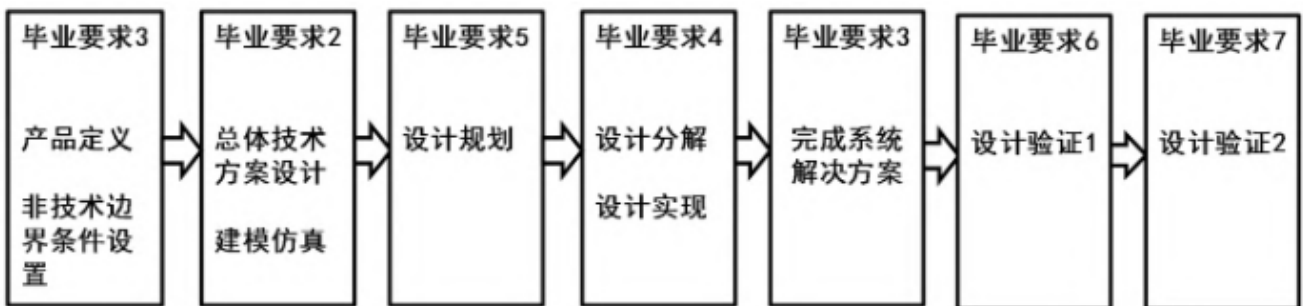 毕业要求3
产品定义
非技术边
界条件设
置
毕业要求2
总体技术
方案设计
建模仿真
毕业要求5
设计规划
毕业要求4
设计分解
设计实现
毕业要求3
完成系统
解决方案
毕业要求6
设计验证1
毕业要求7
设计验证2